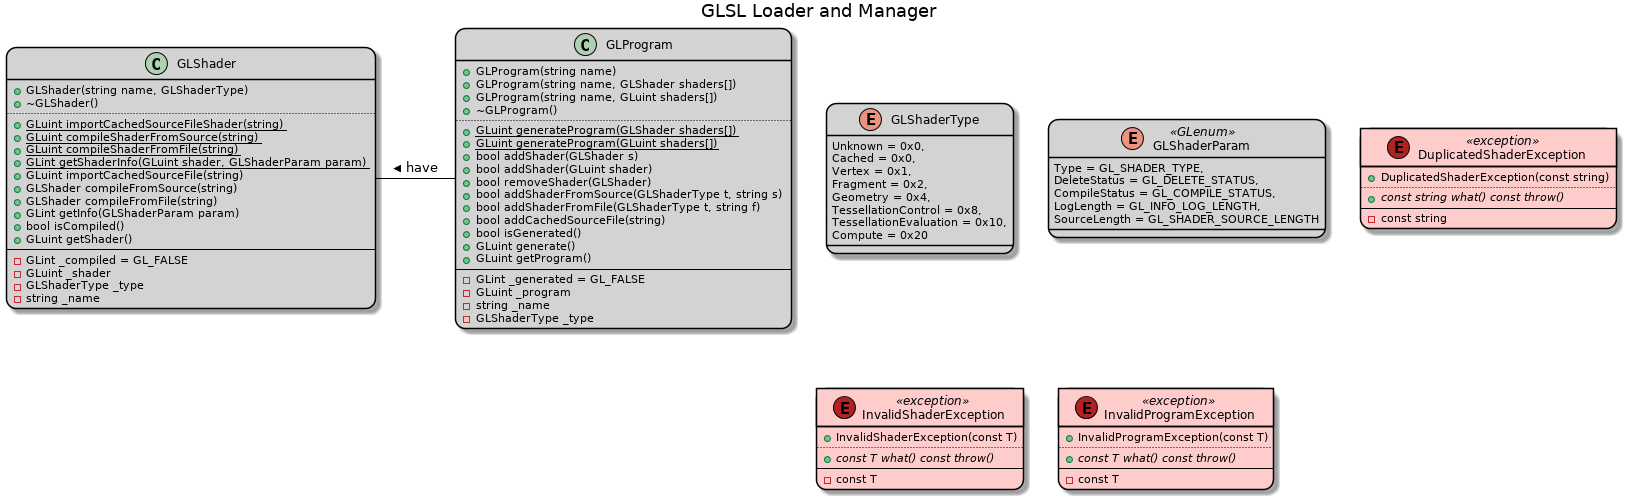 GLSL Loader and Manager
C GLShader
GLShader(string name, GLShaderType)
~GLShader()
GLuint importCachedSourceFileShader(string)
GLuint compileShaderFromSource(string)
GLuint compileShaderFromFile(string)
GLint getShaderInfo(GLuint shader, GLShaderParam param)
GLuint importCachedSourceFile(string)
GLShader compileFromSource(string)
GLShader compileFromFile(string)
GLint getInfo(GLShaderParam param)
bool isCompiled()
GLuint getShader()
GLint _compiled = GL_FALSE
GLuint _shader
GLShaderType _type
string _name
◄ have
C GLProgram
GLProgram(string name)
GLProgram(string name, GLShader shaders[])
GLProgram(string name, GLuint shaders[])
~GLProgram()
GLuint generateProgram(GLShader shaders[])
GLuint generateProgram(GLuint shaders[])
bool addShader(GLShader s)
bool addShader(GLuint shader)
bool removeShader(GLShader)
bool addShaderFromSource(GLShaderType t, string s)
bool addShaderFromFile(GLShaderType t, string f)
bool addCachedSourceFile(string)
bool isGenerated()
GLuint generate()
GLuint getProgram()
GLint _generated = GL_FALSE
GLuint _program
string _name
GLShaderType _type
E GLShaderType
Unknown = 0x0,
Cached = 0x0,
Vertex = 0x1,
Fragment = 0x2,
Geometry = 0x4,
TessellationControl = 0x8,
TessellationEvaluation = 0x10,
Compute = 0x20
E «GLenum»
GLShaderParam
Type = GL_SHADER_TYPE,
DeleteStatus = GL_DELETE_STATUS,
CompileStatus = GL_COMPILE_STATUS,
LogLength = GL_INFO_LOG_LENGTH,
SourceLength = GL_SHADER_SOURCE_LENGTH
E «exception»
DuplicatedShaderException
DuplicatedShaderException(const string)
const string what() const throw()
const string
E «exception»
InvalidShaderException
InvalidShaderException(const T)
const T what() const throw()
const T
E «exception»
InvalidProgramException
InvalidProgramException(const T)
const T what() const throw()
const T